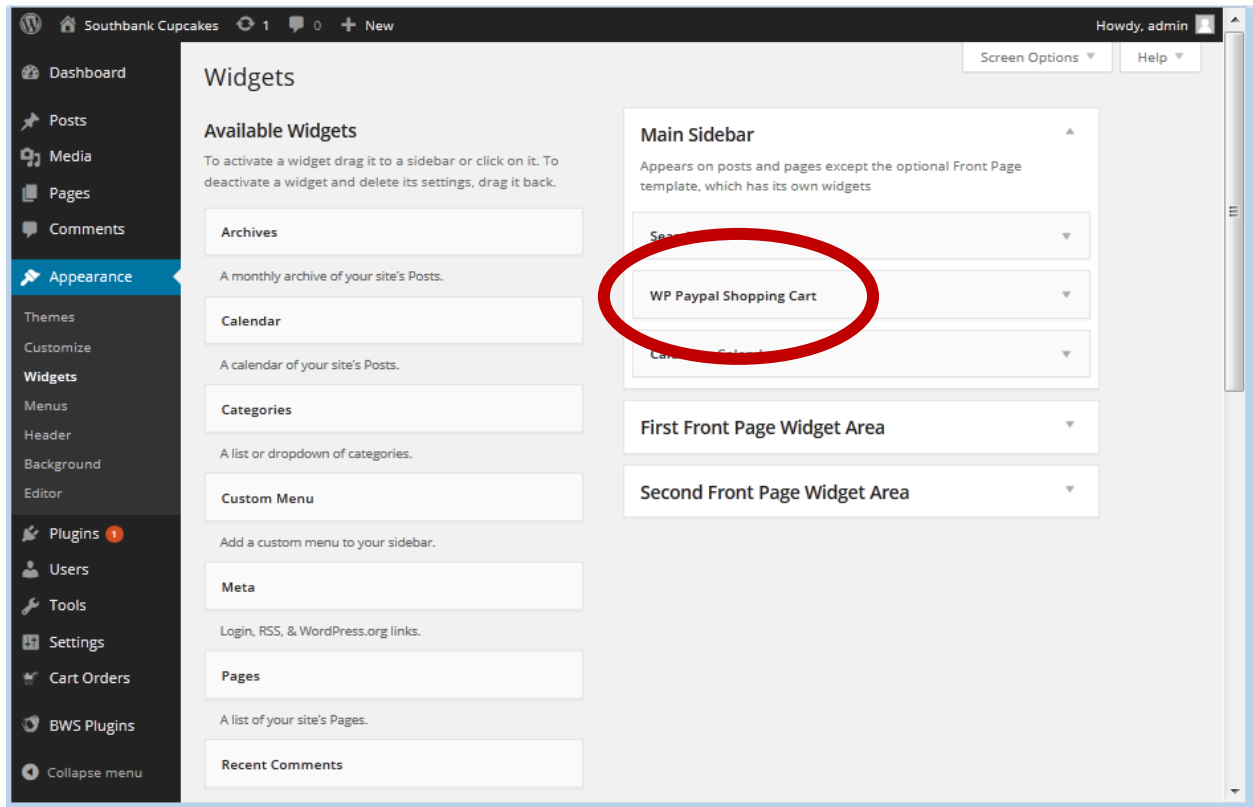 Southbank Cupcakes 1 0 New Howdy, admin
Screen Options Help
Dashboard
Posts
Media
Pages
Comments
Appearance
Themes
Customize
Widgets
Menus
Header
Background
Editor
Plugins 1
Users
Tools
Settings
Cart Orders
BWS Plugins
Collapse menu
Widgets
Available Widgets
To activate a widget drag it to a sidebar or click on it. To
deactivate a widget and delete its settings, drag it back.
Archives
A monthly archive of your site's Posts.
Calendar
A calendar of your site's Posts.
Categories
A list or dropdown of categories.
Custom Menu
Add a custom menu to your sidebar.
Meta
Login, RSS, & WordPress.org links.
Pages
A list of your site's Pages.
Recent Comments
Main Sidebar
Appears on posts and pages except the optional Front Page
template, which has its own widgets
WP Paypal Shopping Cart
First Front Page Widget Area
Second Front Page Widget Area